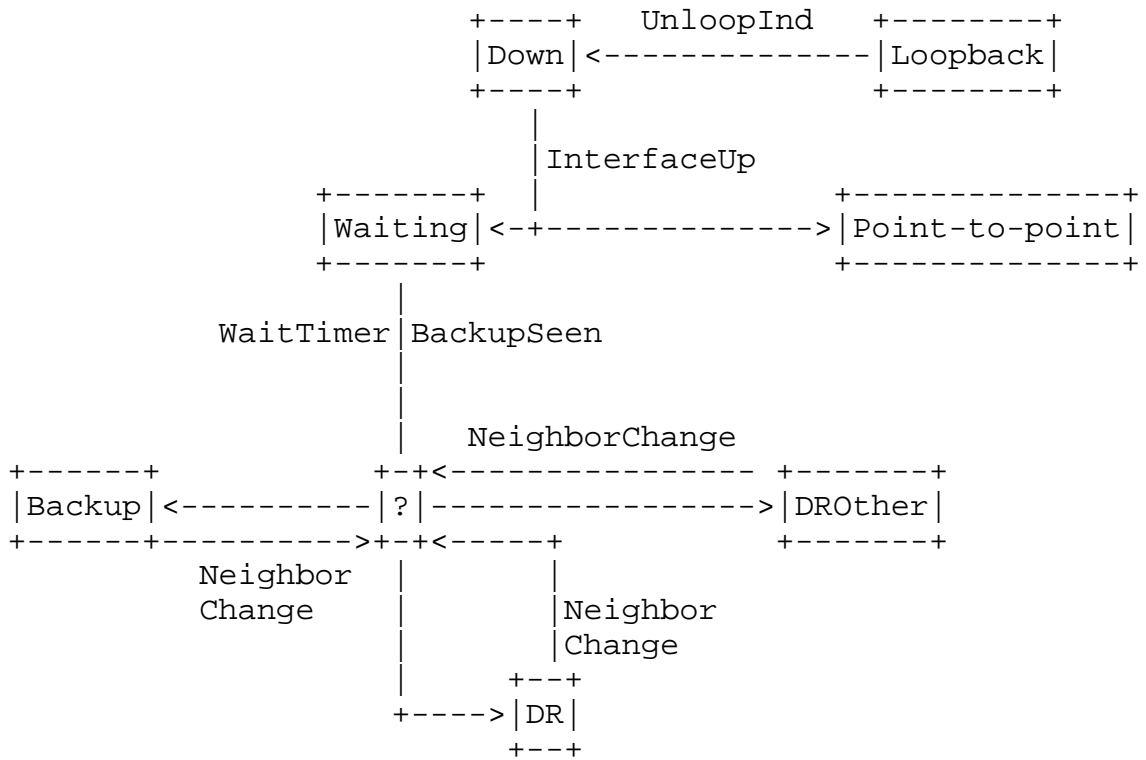 UnloopInd
Down Loopback
InterfaceUp
Waiting Point-to-point
WaitTimer BackupSeen
NeighborChange
Backup ? DROther
Neighbor
Change
Neighbor
Change
DR